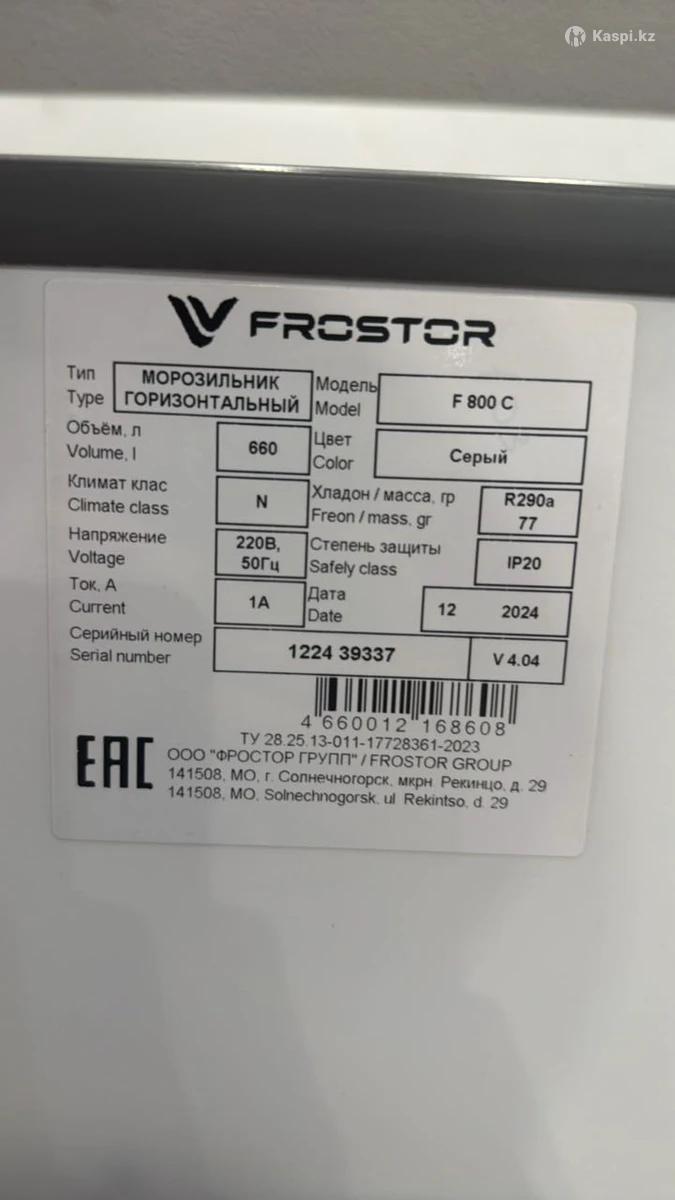 Kaspi.kz
FROSTOR
Тип
Type
МОРОЗИЛЬНИК
ГОРИЗОНТАЛЬНЫЙ
Модель
Model
F 800 C
Объём, л
Volume, l
660
Цвет
Color
Серый
Климат клас
Climate class
N
Хладон / масса, гр
Freon / mass, gr
R290a
77
Напряжение
Voltage
220В,
50Гц
Степень защиты
Safely class
IP20
Ток, А
Current
1А
Дата
Date
12 2024
Серийный номер
Serial number
1224 39337
V 4.04
4 660012 168608
ТУ 28.25.13-011-17728361-2023
EAC
ООО "ФРОСТОР ГРУПП" / FROSTOR GROUP
141508, МО, г. Солнечногорск, мкрн. Рекинцо, д. 29
141508, MO, Solnechnogorsk, ul Rekintso, d. 29